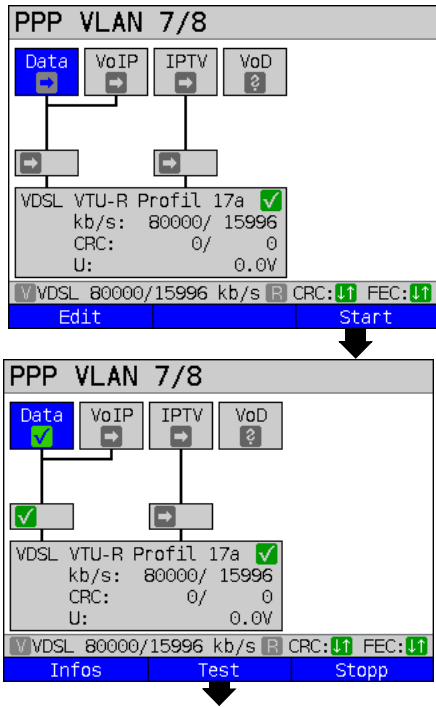 PPP VLAN 7/8
Data VoIP IPTV VoD
?
VDSL VTU-R Profil 17a
kb/s: 80000/ 15996
CRC: 0/ 0
U: 0.0V
V VDSL 80000/15996 kb/s R CRC: FEC:
Edit Start
PPP VLAN 7/8
Data VoIP IPTV VoD
?
VDSL VTU-R Profil 17a
kb/s: 80000/ 15996
CRC: 0/ 0
U: 0.0V
V VDSL 80000/15996 kb/s R CRC: FEC:
Infos Test Stopp